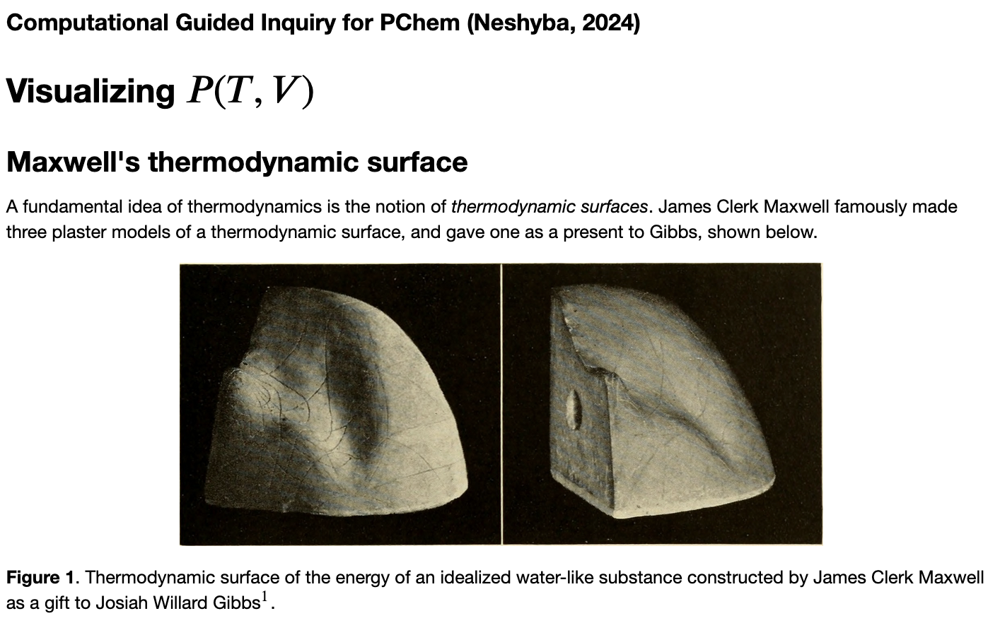 Computational Guided Inquiry for PChem (Neshyba, 2024)
Visualizing P(T, V)
Maxwell's thermodynamic surface
A fundamental idea of thermodynamics is the notion of thermodynamic surfaces. James Clerk Maxwell famously made
three plaster models of a thermodynamic surface, and gave one as a present to Gibbs, shown below.
Figure 1. Thermodynamic surface of the energy of an idealized water-like substance constructed by James Clerk Maxwell
as a gift to Josiah Willard Gibbs¹.